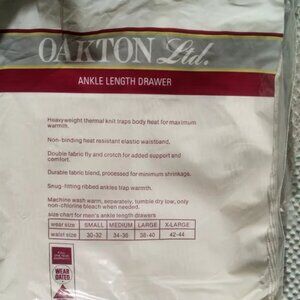 OAKTON Ltd.
ANKLE LENGTH DRAWER
Heavyweight thermal knit traps body heat for maximum
warmth.
Non-binding heat resistant elastic waistband.
Double fabric fly and crotch for added support and
comfort.
Durable fabric blend, processed for minimum shrinkage.
Snug-fitting ribbed ankles trap warmth.
Machine wash warm, separately, tumble dry low, only
non-chlorine bleach when needed.
size chart for men's ankle length drawers
wear size SMALL MEDIUM LARGE X-LARGE
waist size 30-32 34-36 38-40 42-44
WEAR
DATED